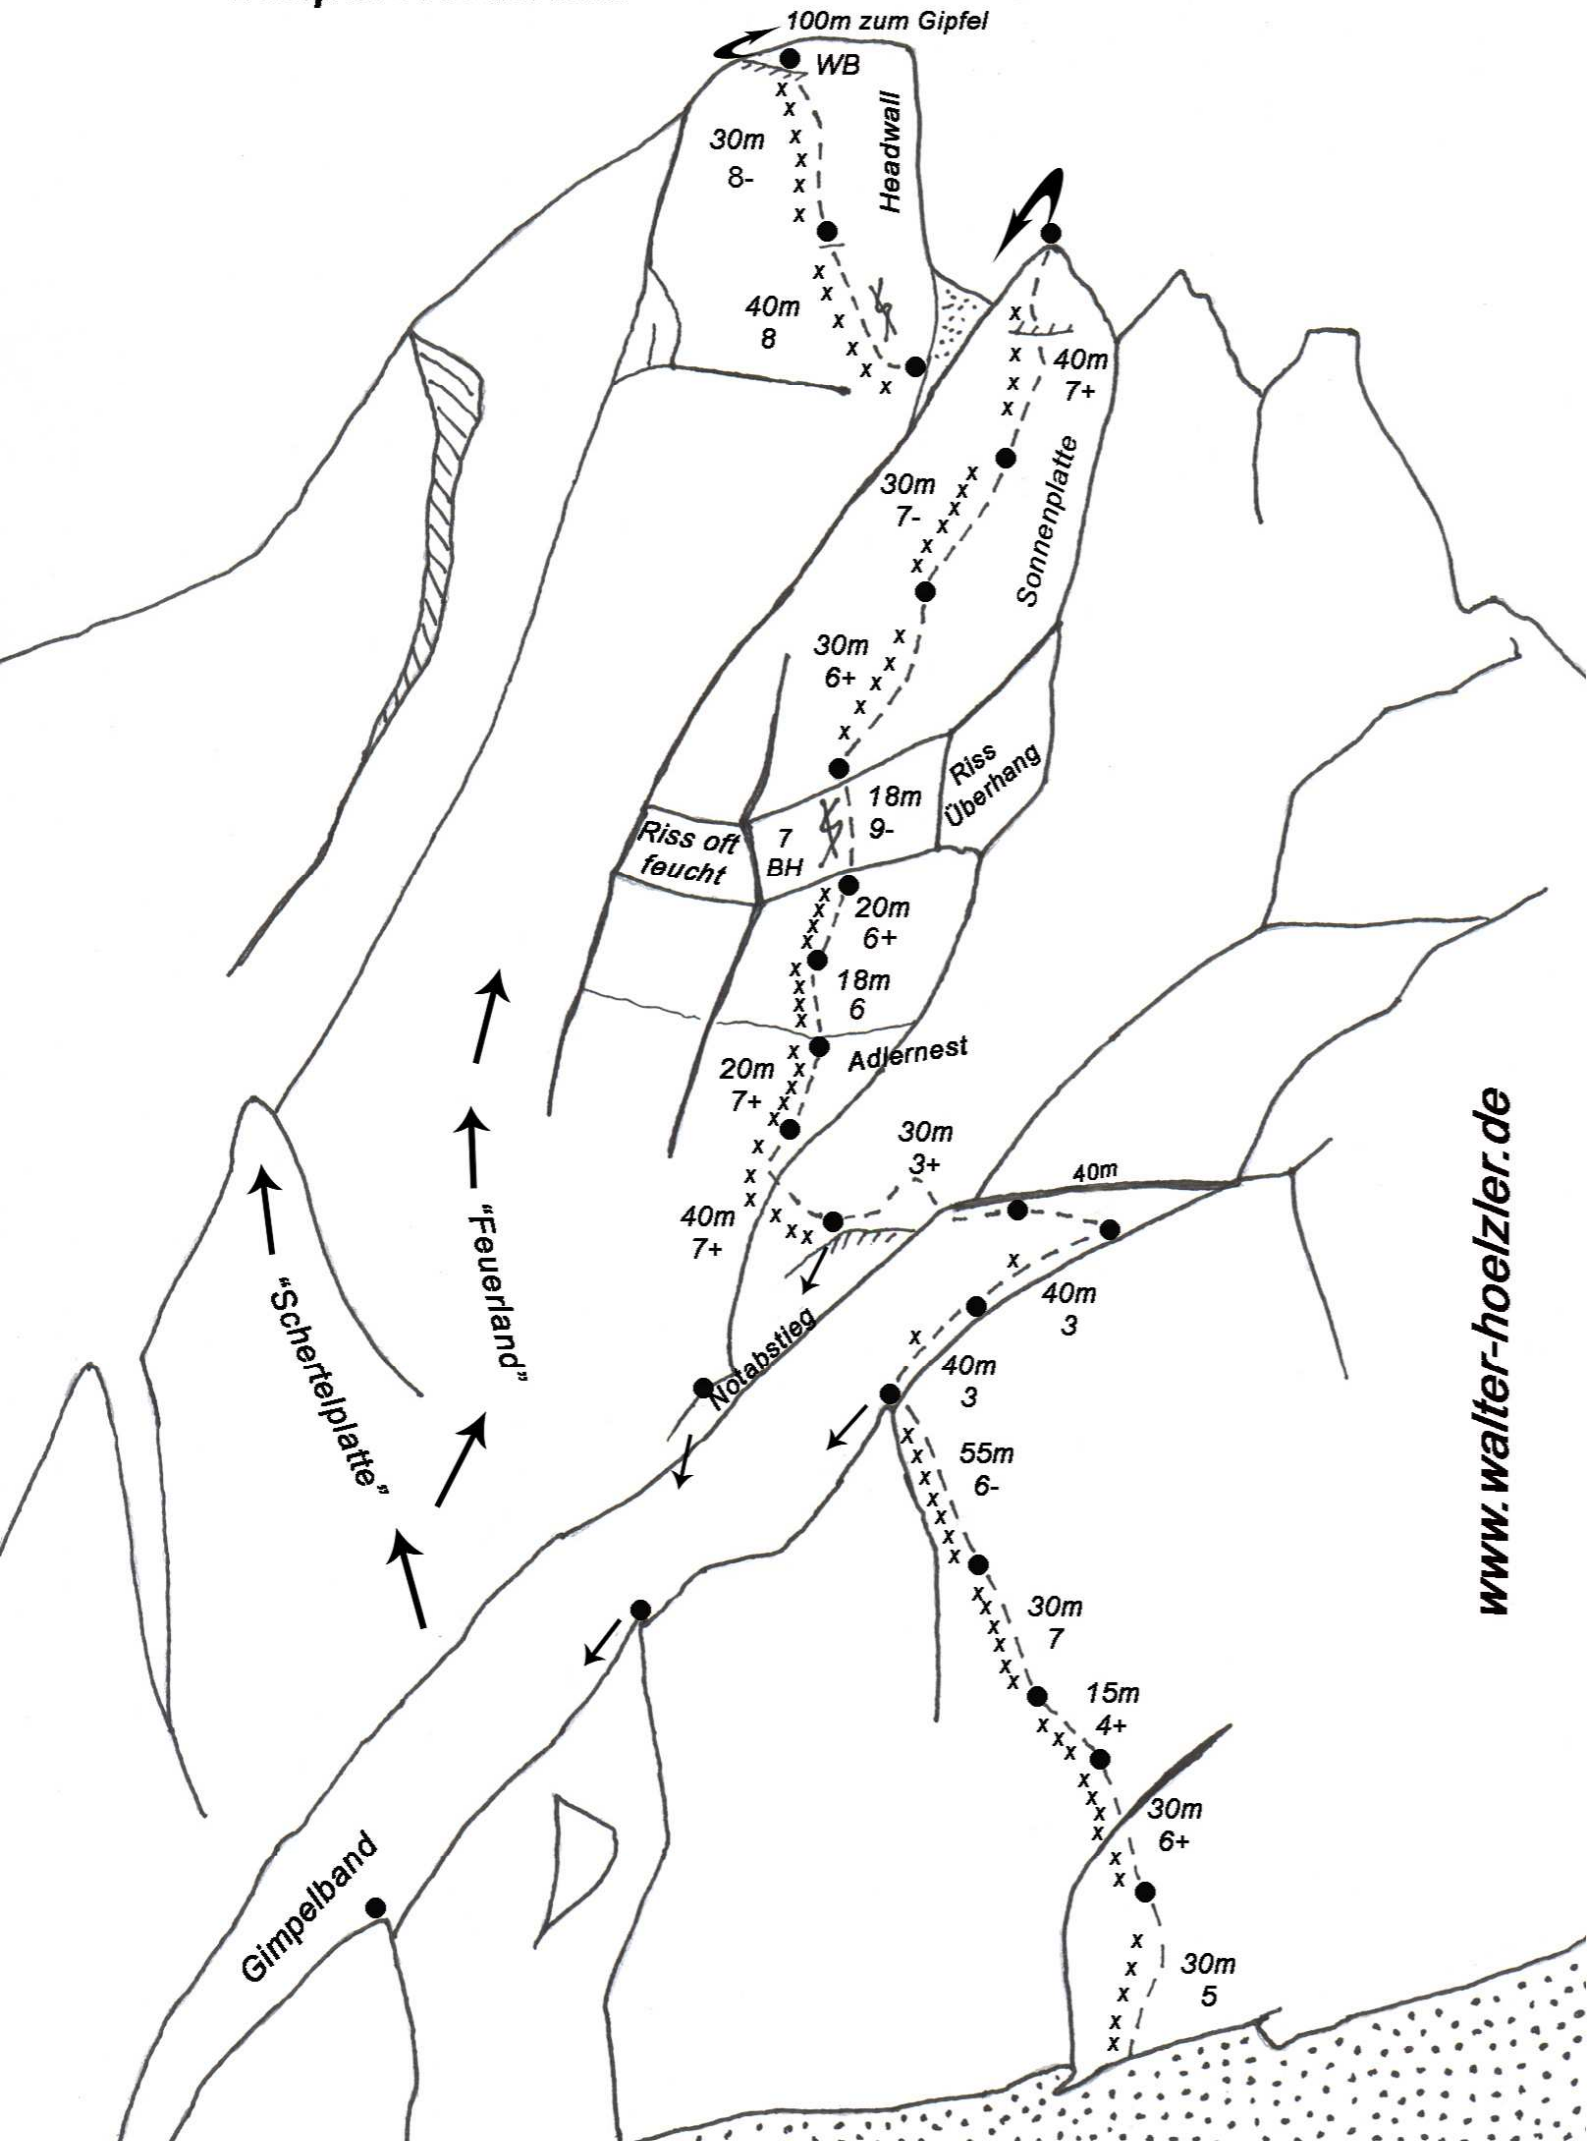 100m zum Gipfel
WB
Headwall
30m
8-
40m
8
40m
7+
Sonnenplatte
30m
7-
30m
6+
Riss
Überhang
18m
9-
7
BH
Riss oft
feucht
20m
6+
18m
6
Adlernest
20m
7+
30m
3+
40m
40m
7+
Notabstieg
40m
3
40m
3
"Feuerland"
"Schertelplatte"
55m
6-
30m
7
15m
4+
30m
6+
30m
5
Gimpelband
www.walter-hoelzler.de